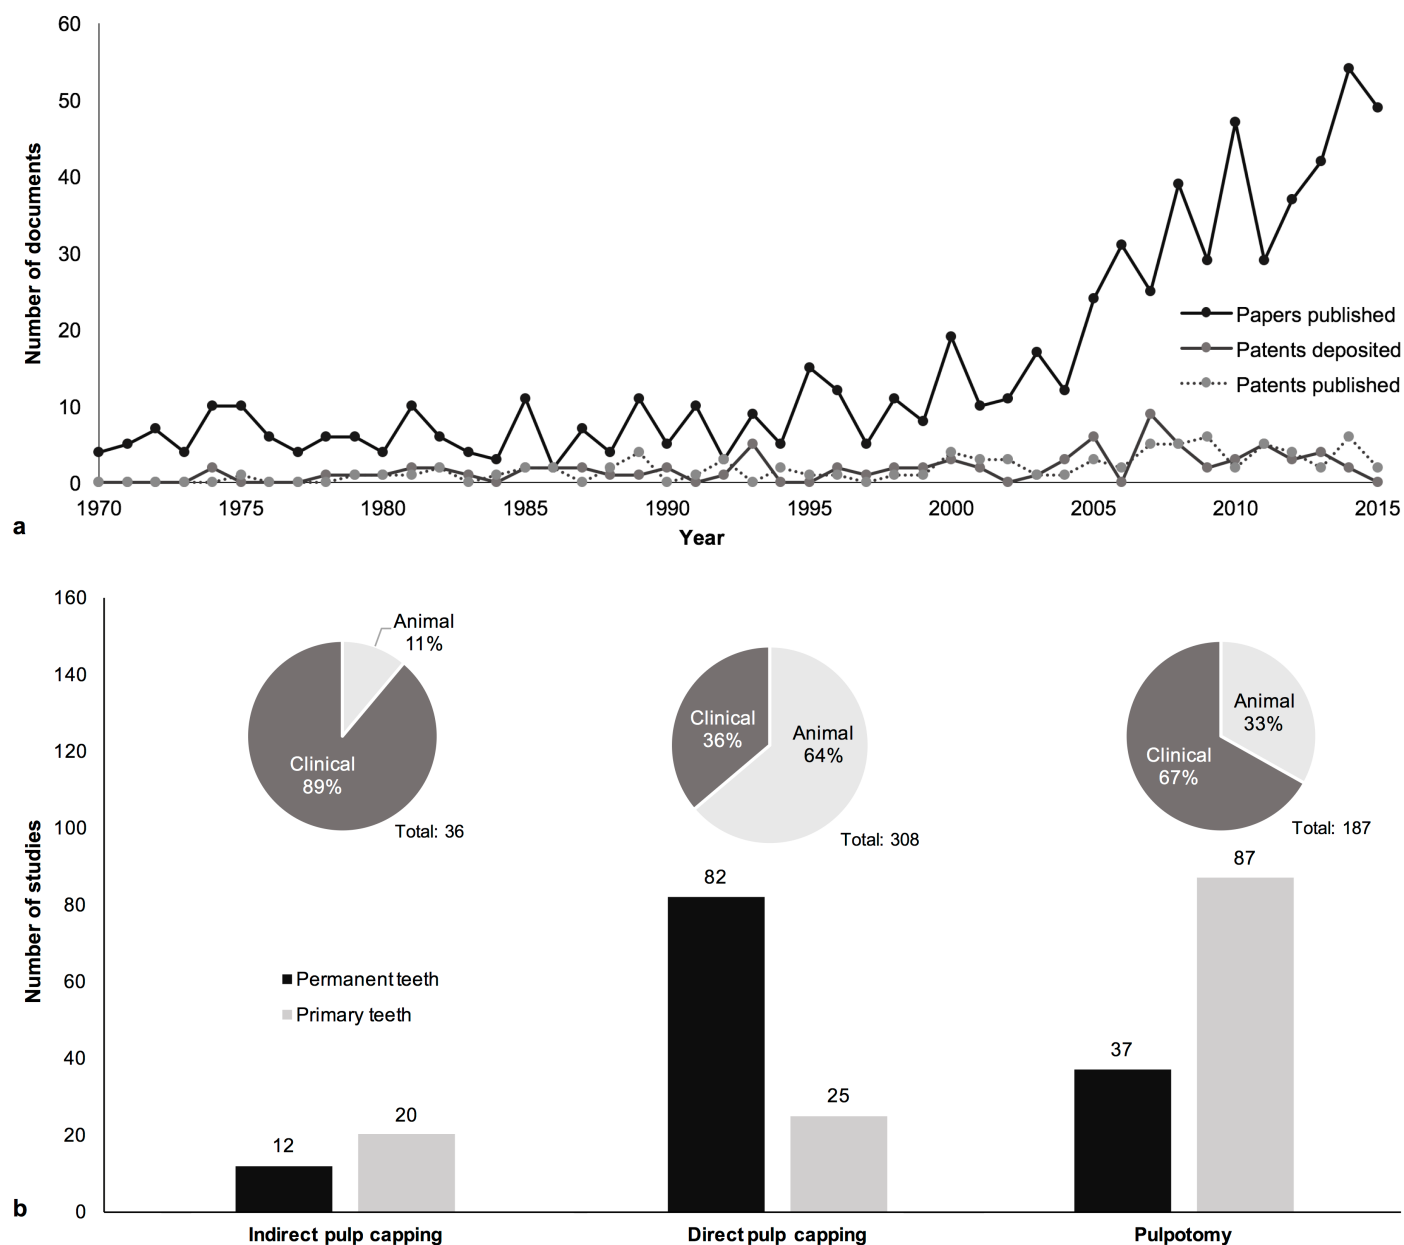 60
50
40
30
20
10
0
Number of documents
Papers published
Patents deposited
Patents published
1970 1975 1980 1985 1990 1995 2000 2005 2010 2015
Year
a
160
140
120
100
80
60
40
20
0
Number of studies
Animal
11%
Clinical
89%
Total: 36
Clinical
36%
Animal
64%
Total: 308
Animal
33%
Clinical
67%
Total: 187
Permanent teeth
Primary teeth
12
20
82
25
37
87
Indirect pulp capping
Direct pulp capping
Pulpotomy
b